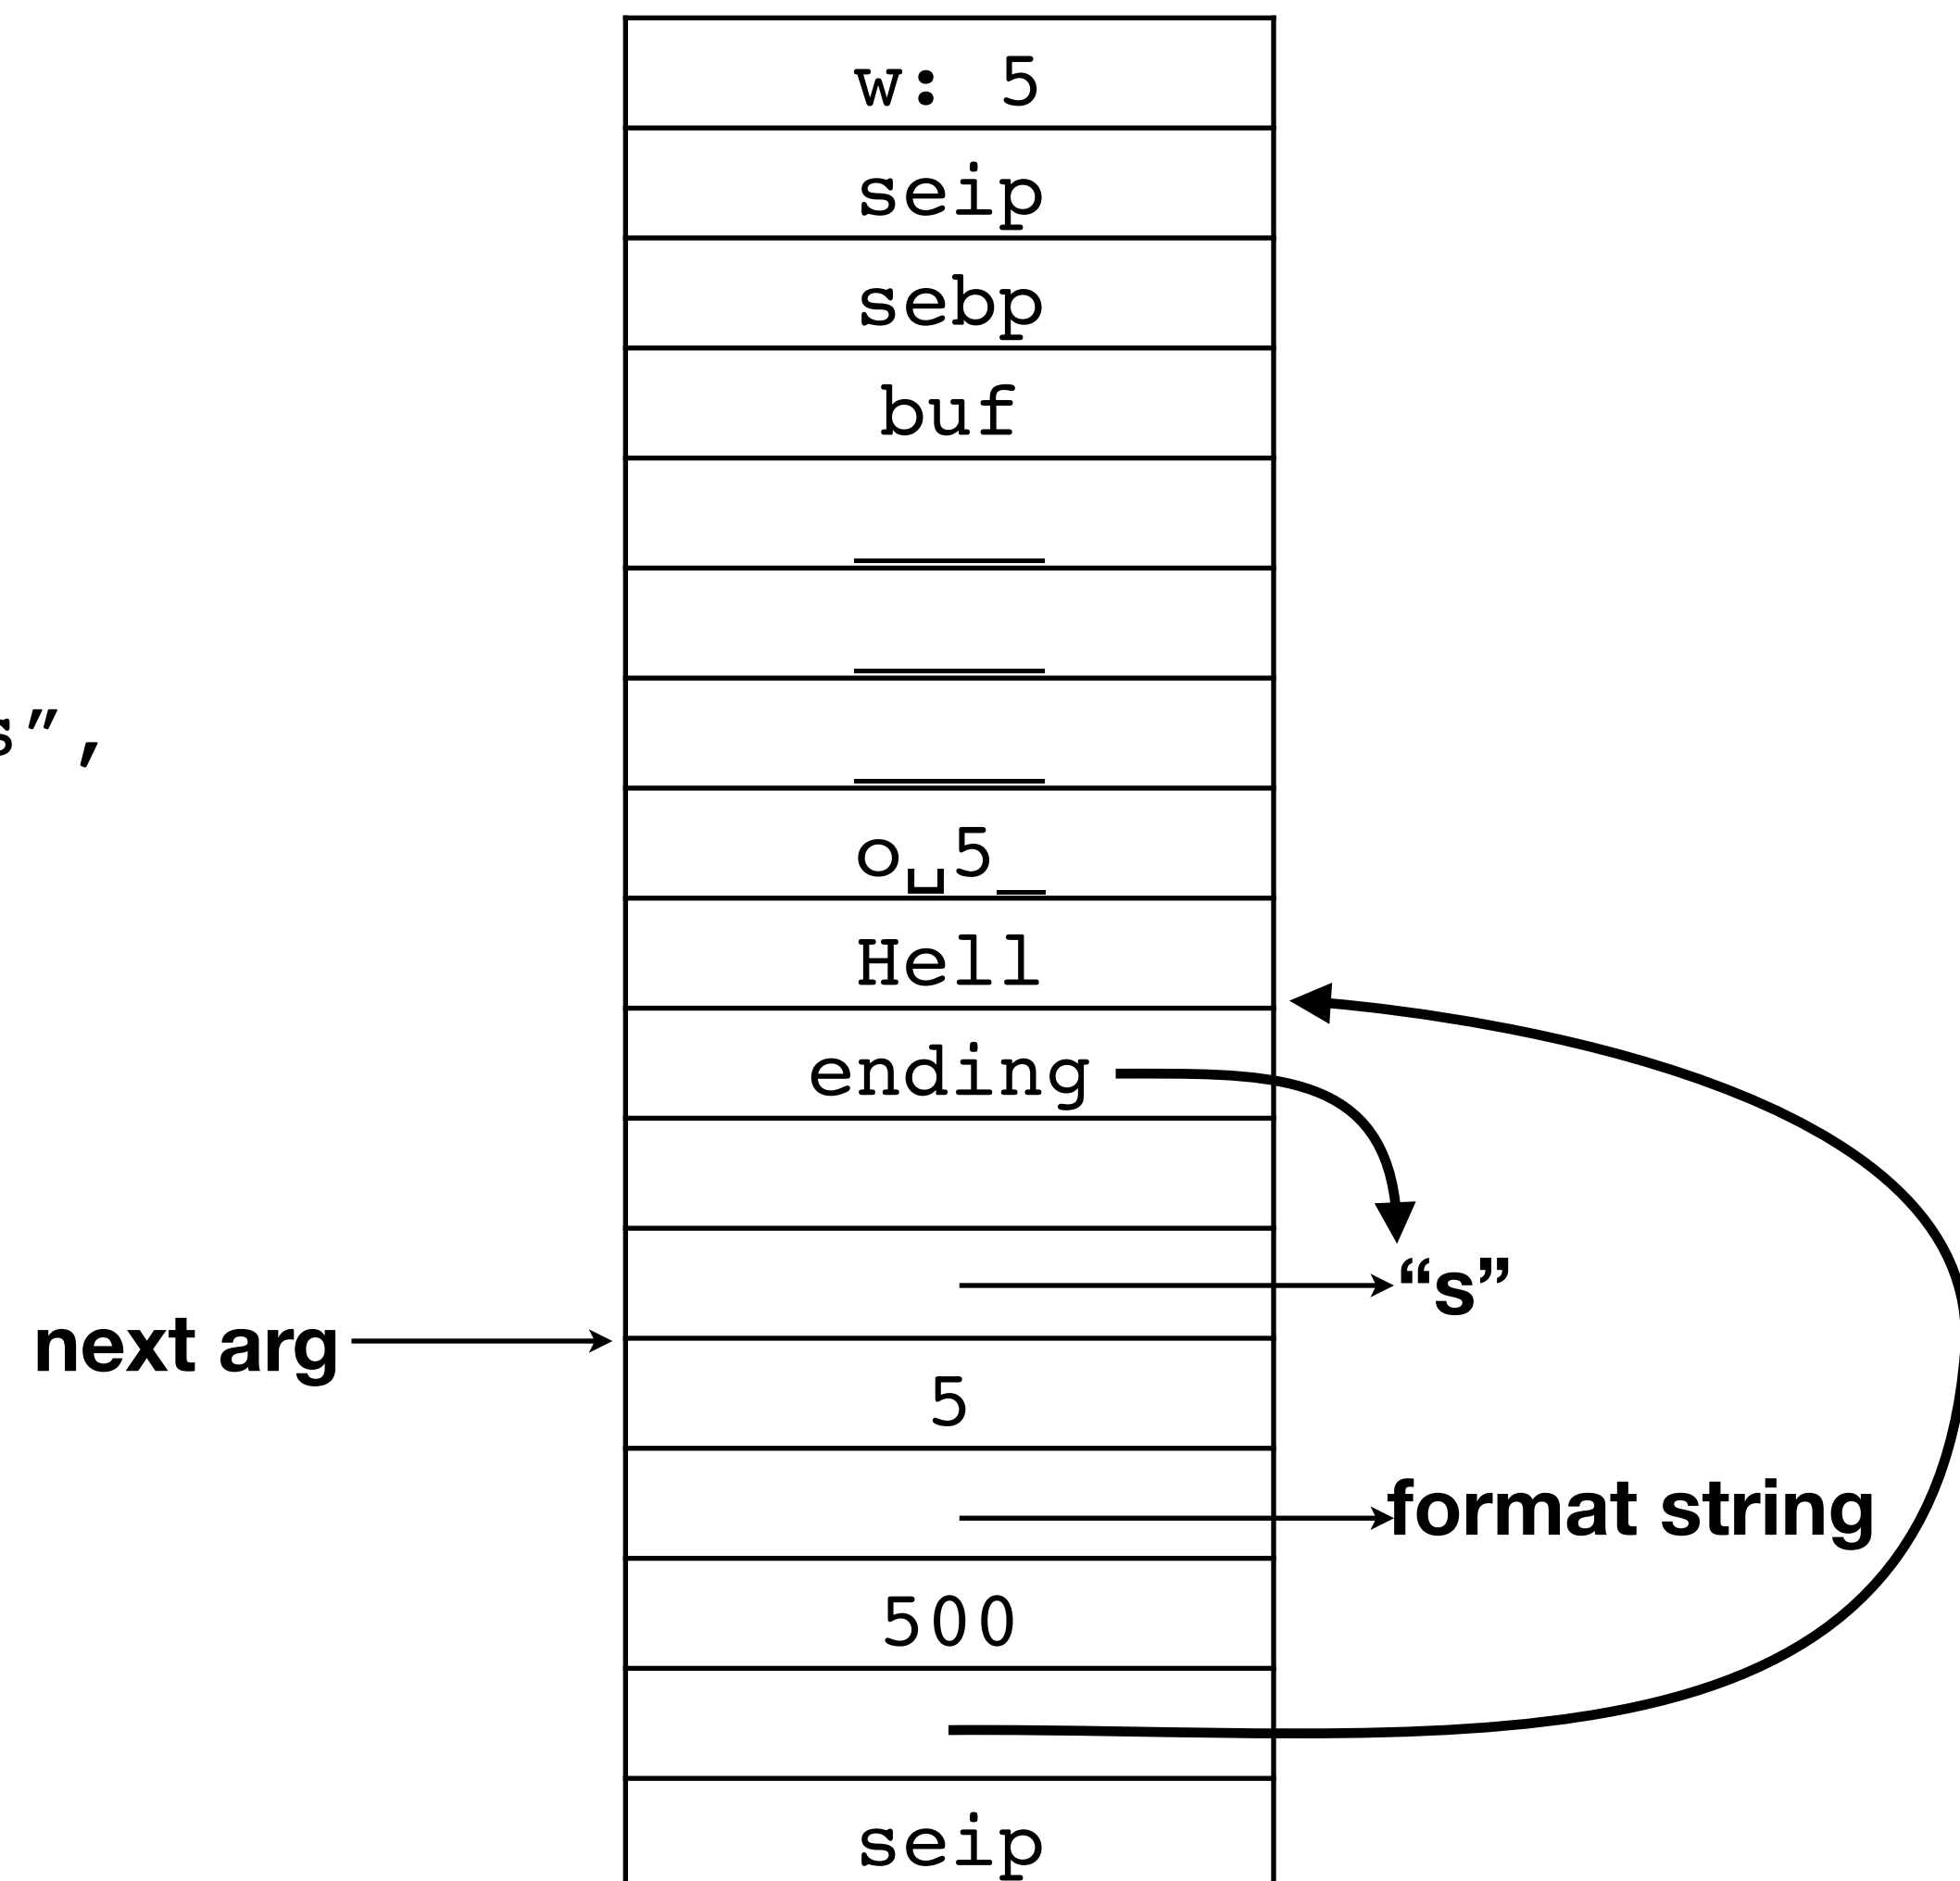 w: 5
seip
sebp
buf
____
____
____
s”,
o␣5_
Hell
ending
“s”
next arg
5
format string
500
seip